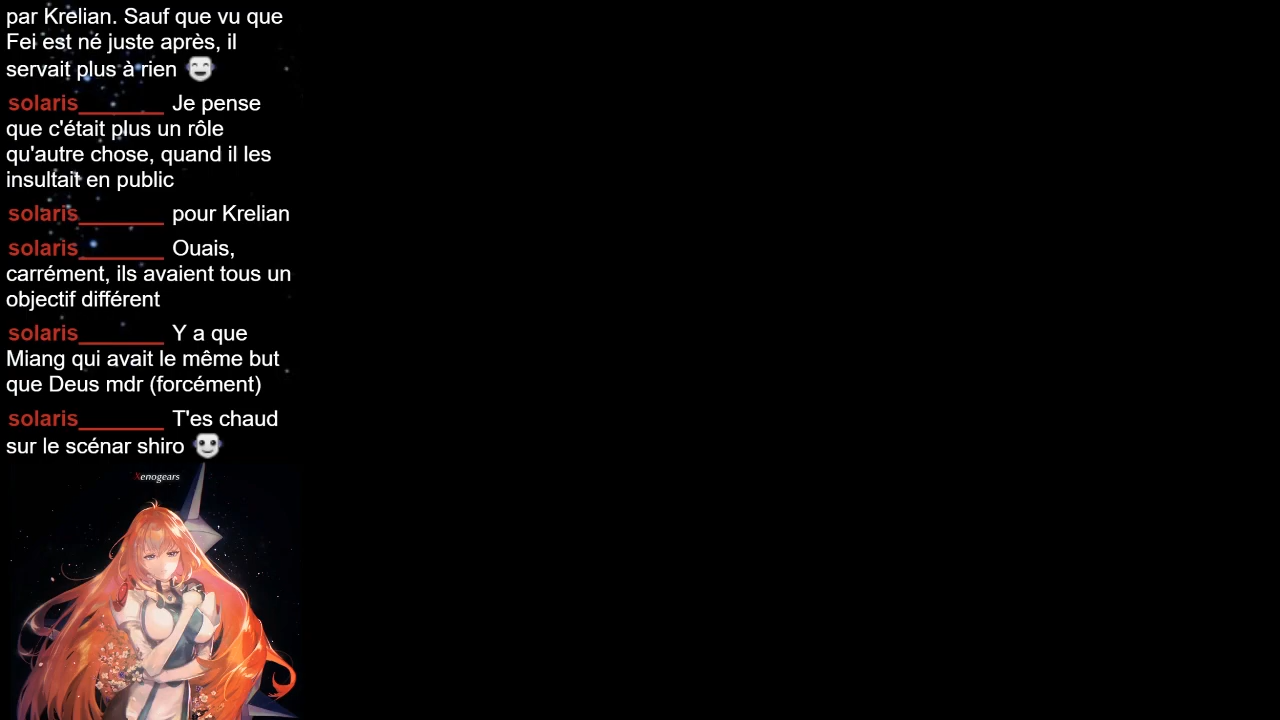 par Krelian. Sauf que vu que
Fei est né juste après, il
servait plus à rien
solaris_______ Je pense
que c'était plus un rôle
qu'autre chose, quand il les
insultait en public
solaris_______ pour Krelian
solaris_______ Ouais,
carrément, ils avaient tous un
objectif différent
solaris_______ Y a que
Miang qui avait le même but
que Deus mdr (forcément)
solaris_______ T'es chaud
sur le scénar shiro
Xenogears